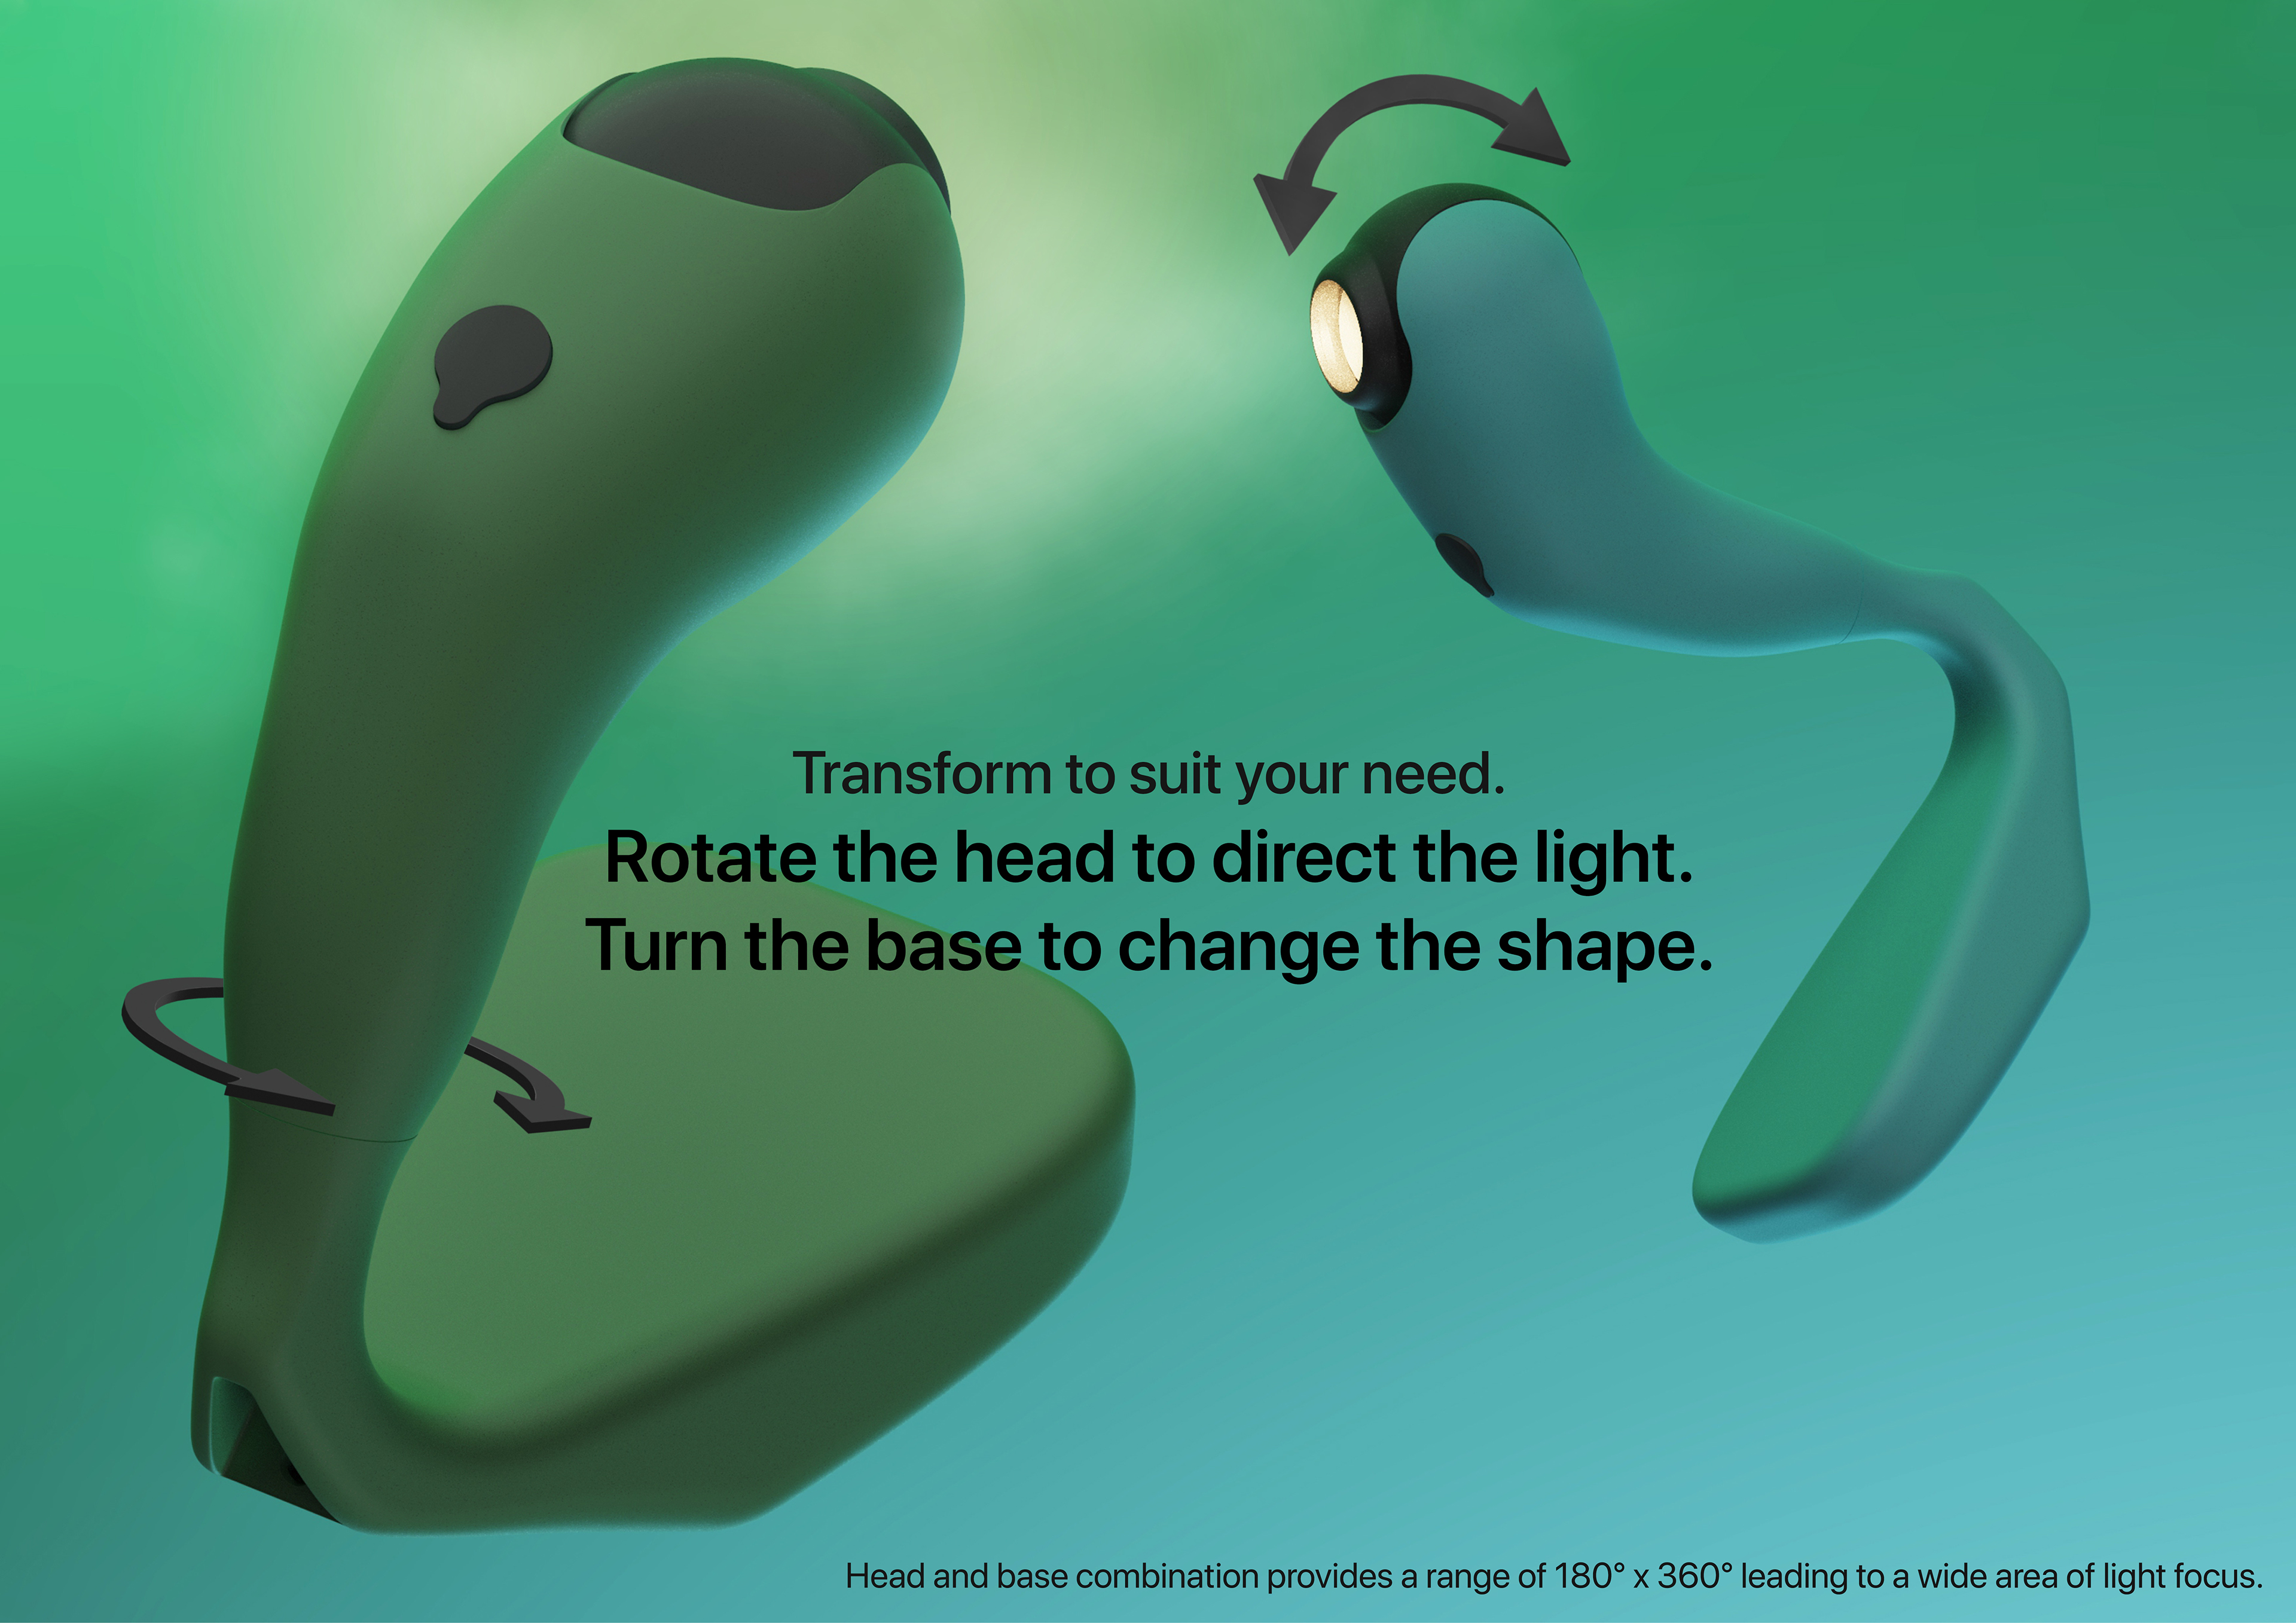 Transform to suit your need.
Rotate the head to direct the light.
Turn the base to change the shape.
Head and base combination provides a range of 180° x 360° leading to a wide area of light focus.